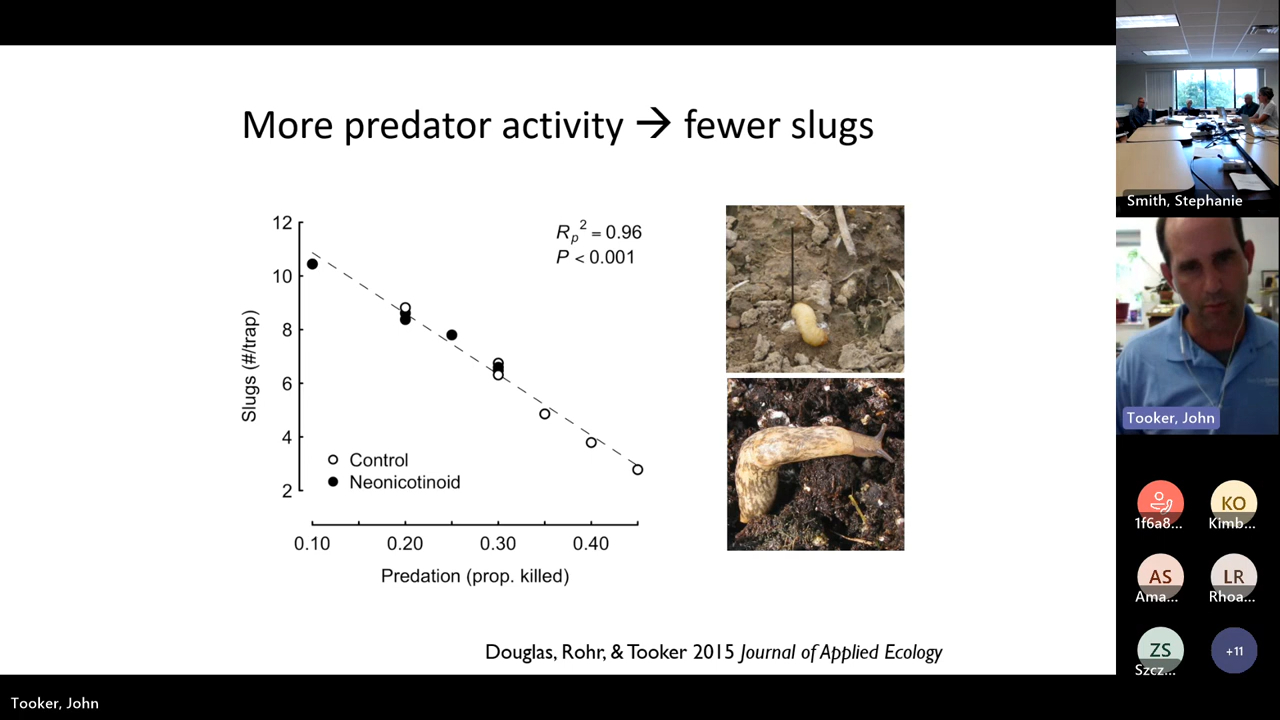 More predator activity → fewer slugs
12
10
8
6
4
2
Slugs (#/trap)
Rp² = 0.96
P < 0.001
Control
Neonicotinoid
0.10
0.20
0.30
0.40
Predation (prop. killed)
Douglas, Rohr, & Tooker 2015 Journal of Applied Ecology
Smith, Stephanie
Tooker, John
1f6a8...
KO
Kimb...
AS
Ama...
LR
Rhoa...
ZS
Szcz...
+11
Tooker, John